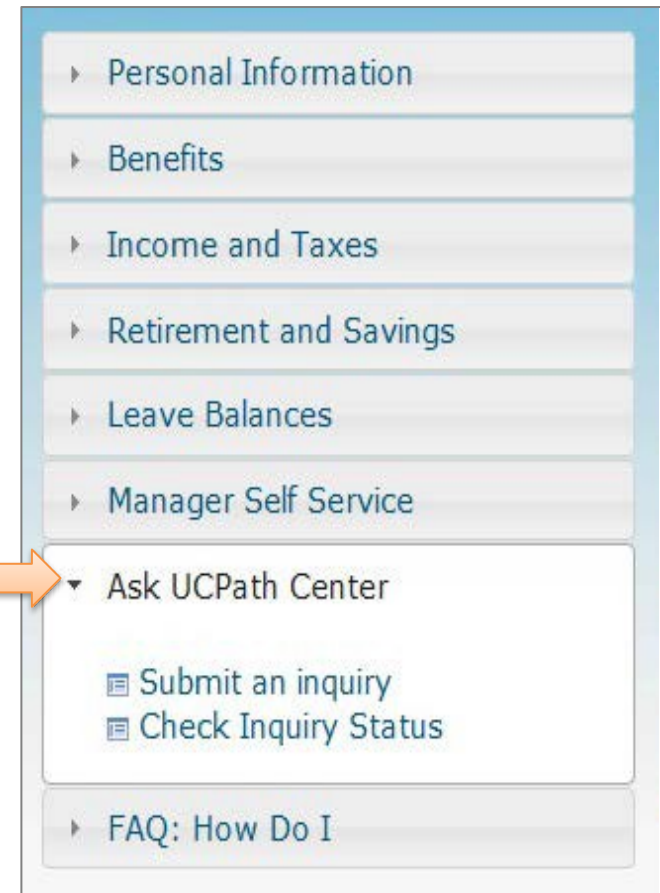 Personal Information
Benefits
Income and Taxes
Retirement and Savings
Leave Balances
Manager Self Service
Ask UCPath Center
Submit an inquiry
Check Inquiry Status
FAQ: How Do I